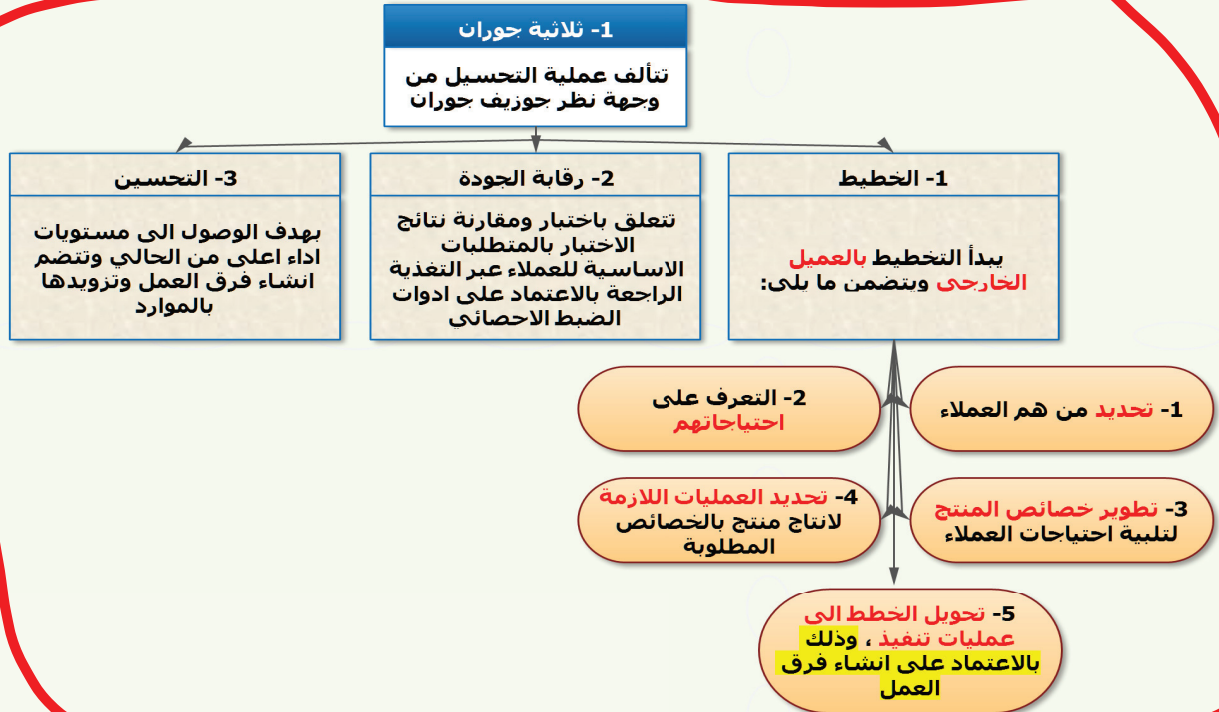 1- ثلاثية جوران
تتألف عملية التحسيل من
وجهة نظر جوزيف جوران
1- الخطيط
يبدأ التخطيط بالعميل
الخارجي ويتضمن ما يلي:
2- رقابة الجودة
تتعلق باختبار ومقارنة نتائج
الاختبار بالمتطلبات
الاساسية للعملاء عبر التغذية
الراجعة بالاعتماد على ادوات
الضبط الاحصائي
3- التحسين
بهدف الوصول الى مستويات
اداء اعلى من الحالي وتتضم
انشاء فرق العمل وتزويدها
بالموارد
1- تحديد من هم العملاء
2- التعرف على
احتياجاتهم
3- تطوير خصائص المنتج
لتلبية احتياجات العملاء
4- تحديد العمليات اللازمة
لانتاج منتج بالخصائص
المطلوبة
5- تحويل الخطط الى
عمليات تنفيذ ، وذلك
بالاعتماد على انشاء فرق
العمل